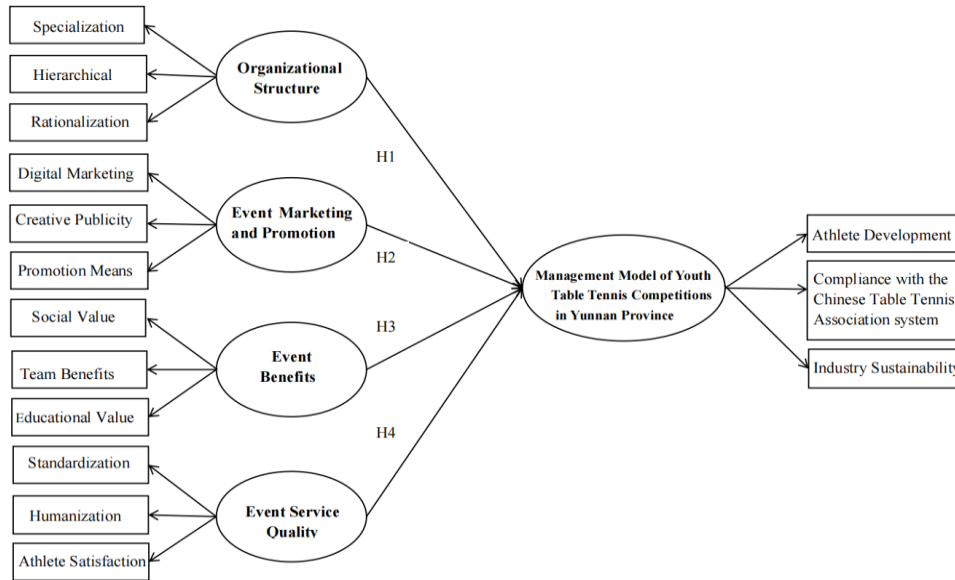 Specialization
Hierarchical
Rationalization
Organizational
Structure
H1
Digital Marketing
Creative Publicity
Promotion Means
Event Marketing
and Promotion
H2
Social Value
Team Benefits
Educational Value
Event
Benefits
H3
Standardization
Humanization
Athlete Satisfaction
Event Service
Quality
H4
Management Model of Youth
Table Tennis Competitions
in Yunnan Province
Athlete Development
Compliance with the
Chinese Table Tennis
Association system
Industry Sustainability